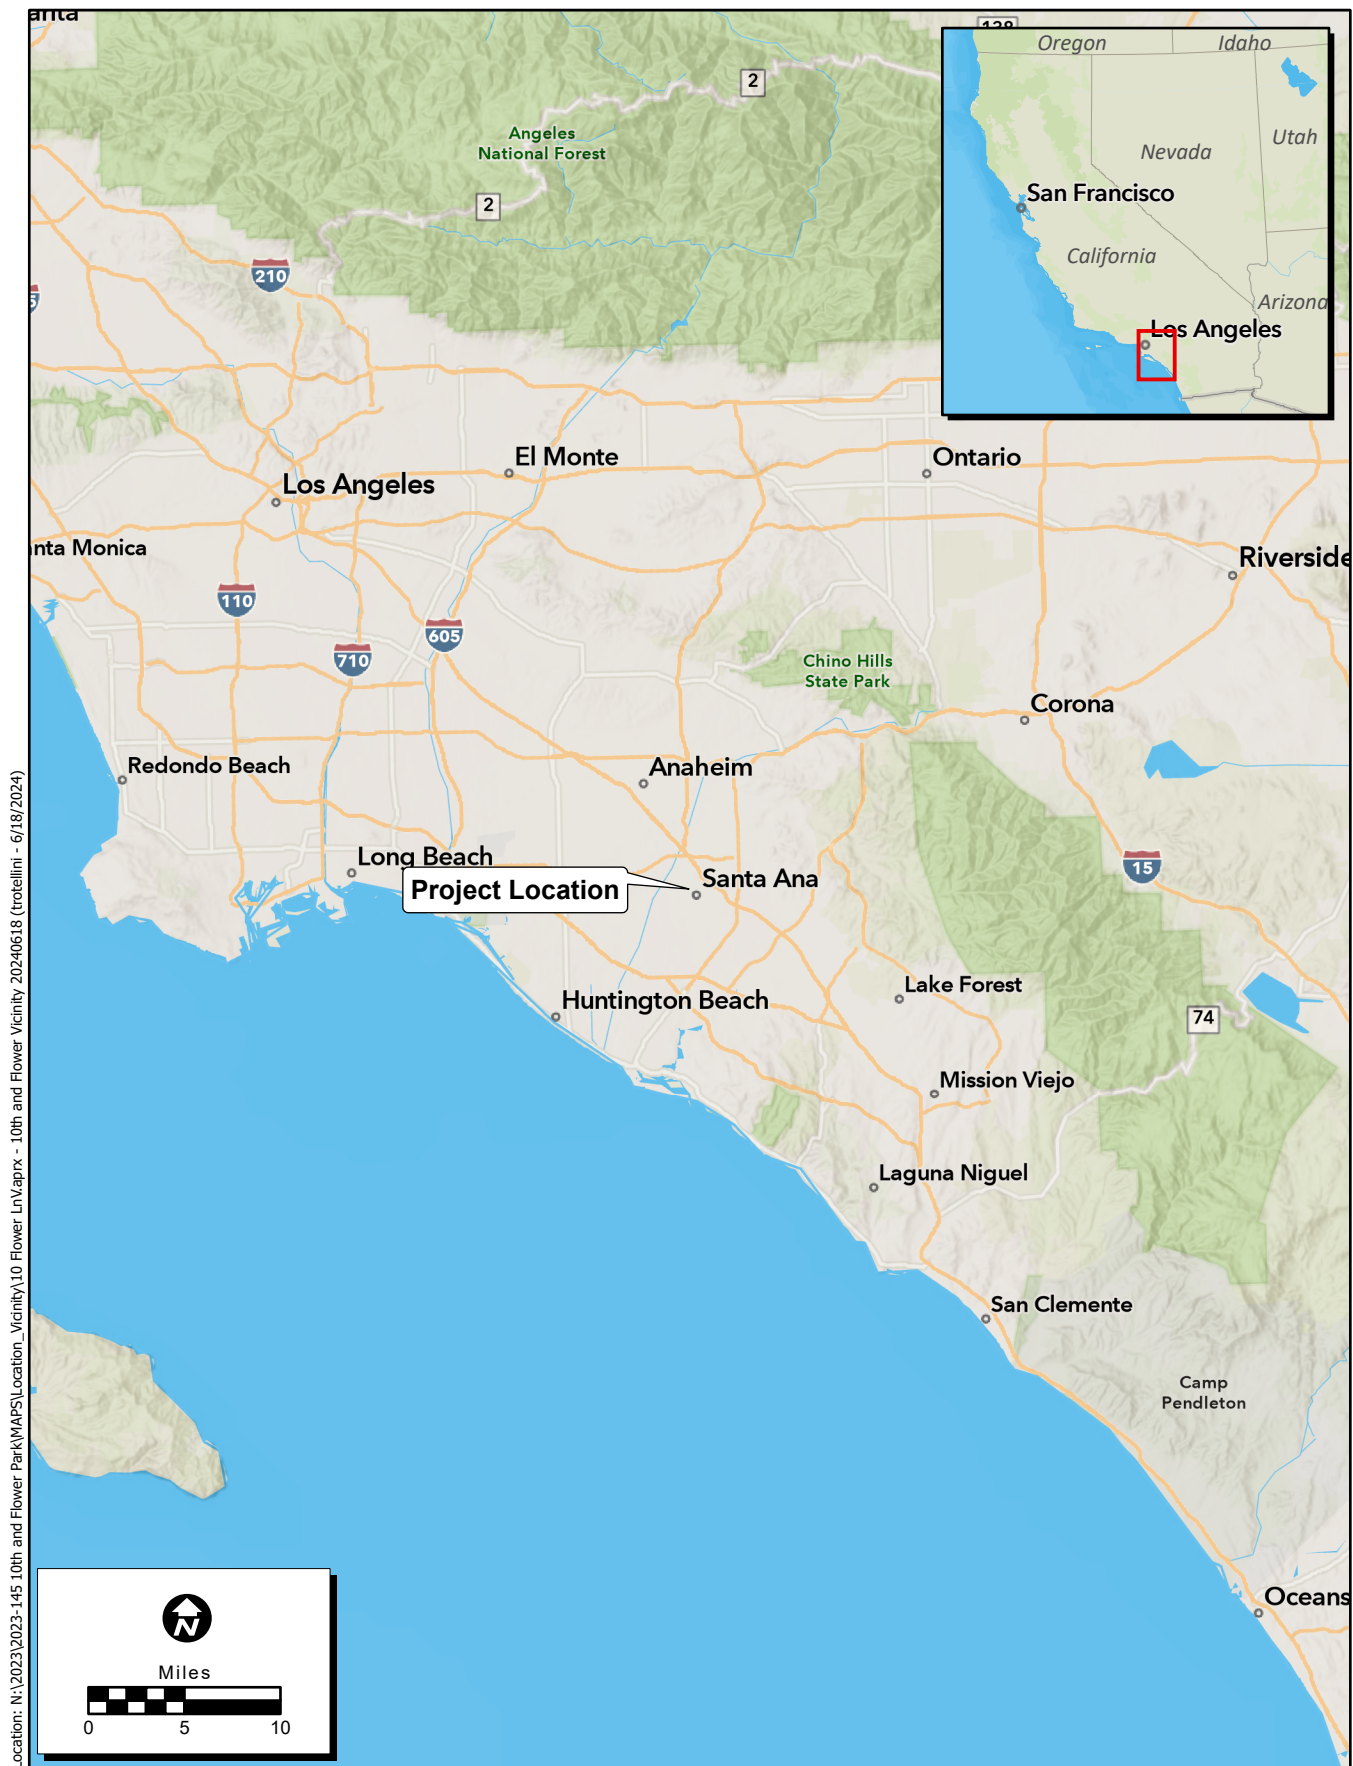 anta
138
2
Angeles
National Forest
2
210
5
Oregon
Idaho
Nevada
Utah
San Francisco
California
Arizona
Los Angeles
El Monte
Ontario
Los Angeles
anta Monica
Riverside
110
605
710
Chino Hills
State Park
Corona
Redondo Beach
Anaheim
Long Beach
Project Location
Santa Ana
15
Lake Forest
Huntington Beach
74
Mission Viejo
Laguna Niguel
San Clemente
Camp
Pendleton
Oceans
N
Miles
0 5 10
Location: N:\2023\2023-145 10th and Flower Park\MAPS\Location_Vicinity\10 Flower LnV.aprx - 10th and Flower Vicinity 20240618 (trotellini - 6/18/2024)